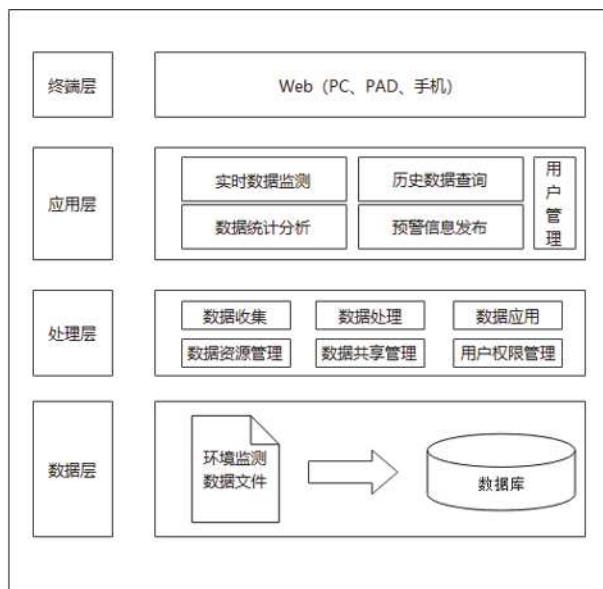 终端层
Web（PC、PAD、手机）
应用层
实时数据监测
历史数据查询
数据统计分析
预警信息发布
用户管理
处理层
数据收集
数据处理
数据应用
数据资源管理
数据共享管理
用户权限管理
数据层
环境监测
数据文件
数据库